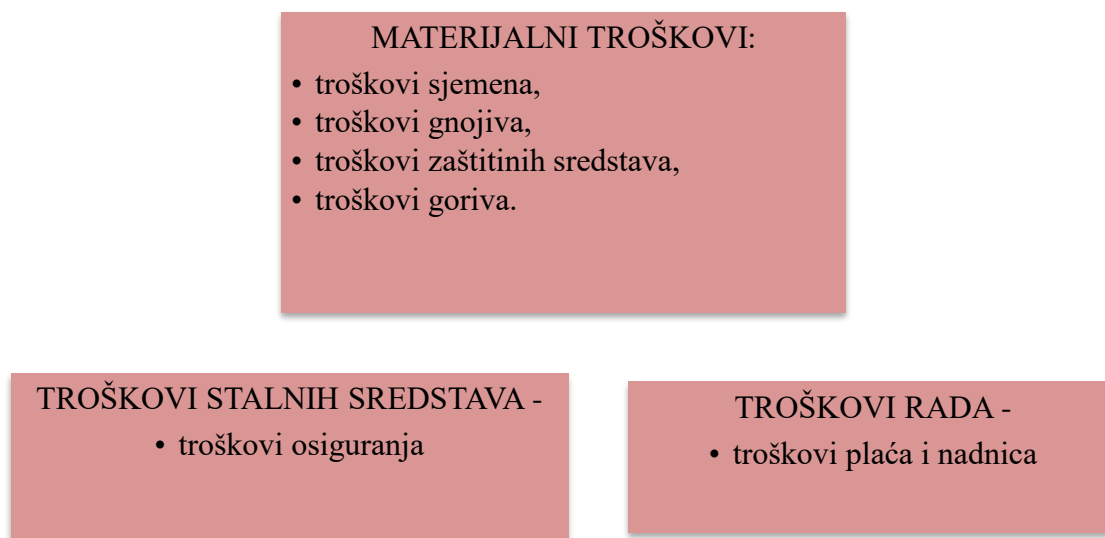 MATERIJALNI TROŠKOVI:
• troškovi sjemena,
• troškovi gnojiva,
• troškovi zaštitinih sredstava,
• troškovi goriva.
TROŠKOVI STALNIH SREDSTAVA -
• troškovi osiguranja
TROŠKOVI RADA -
• troškovi plaća i nadnica